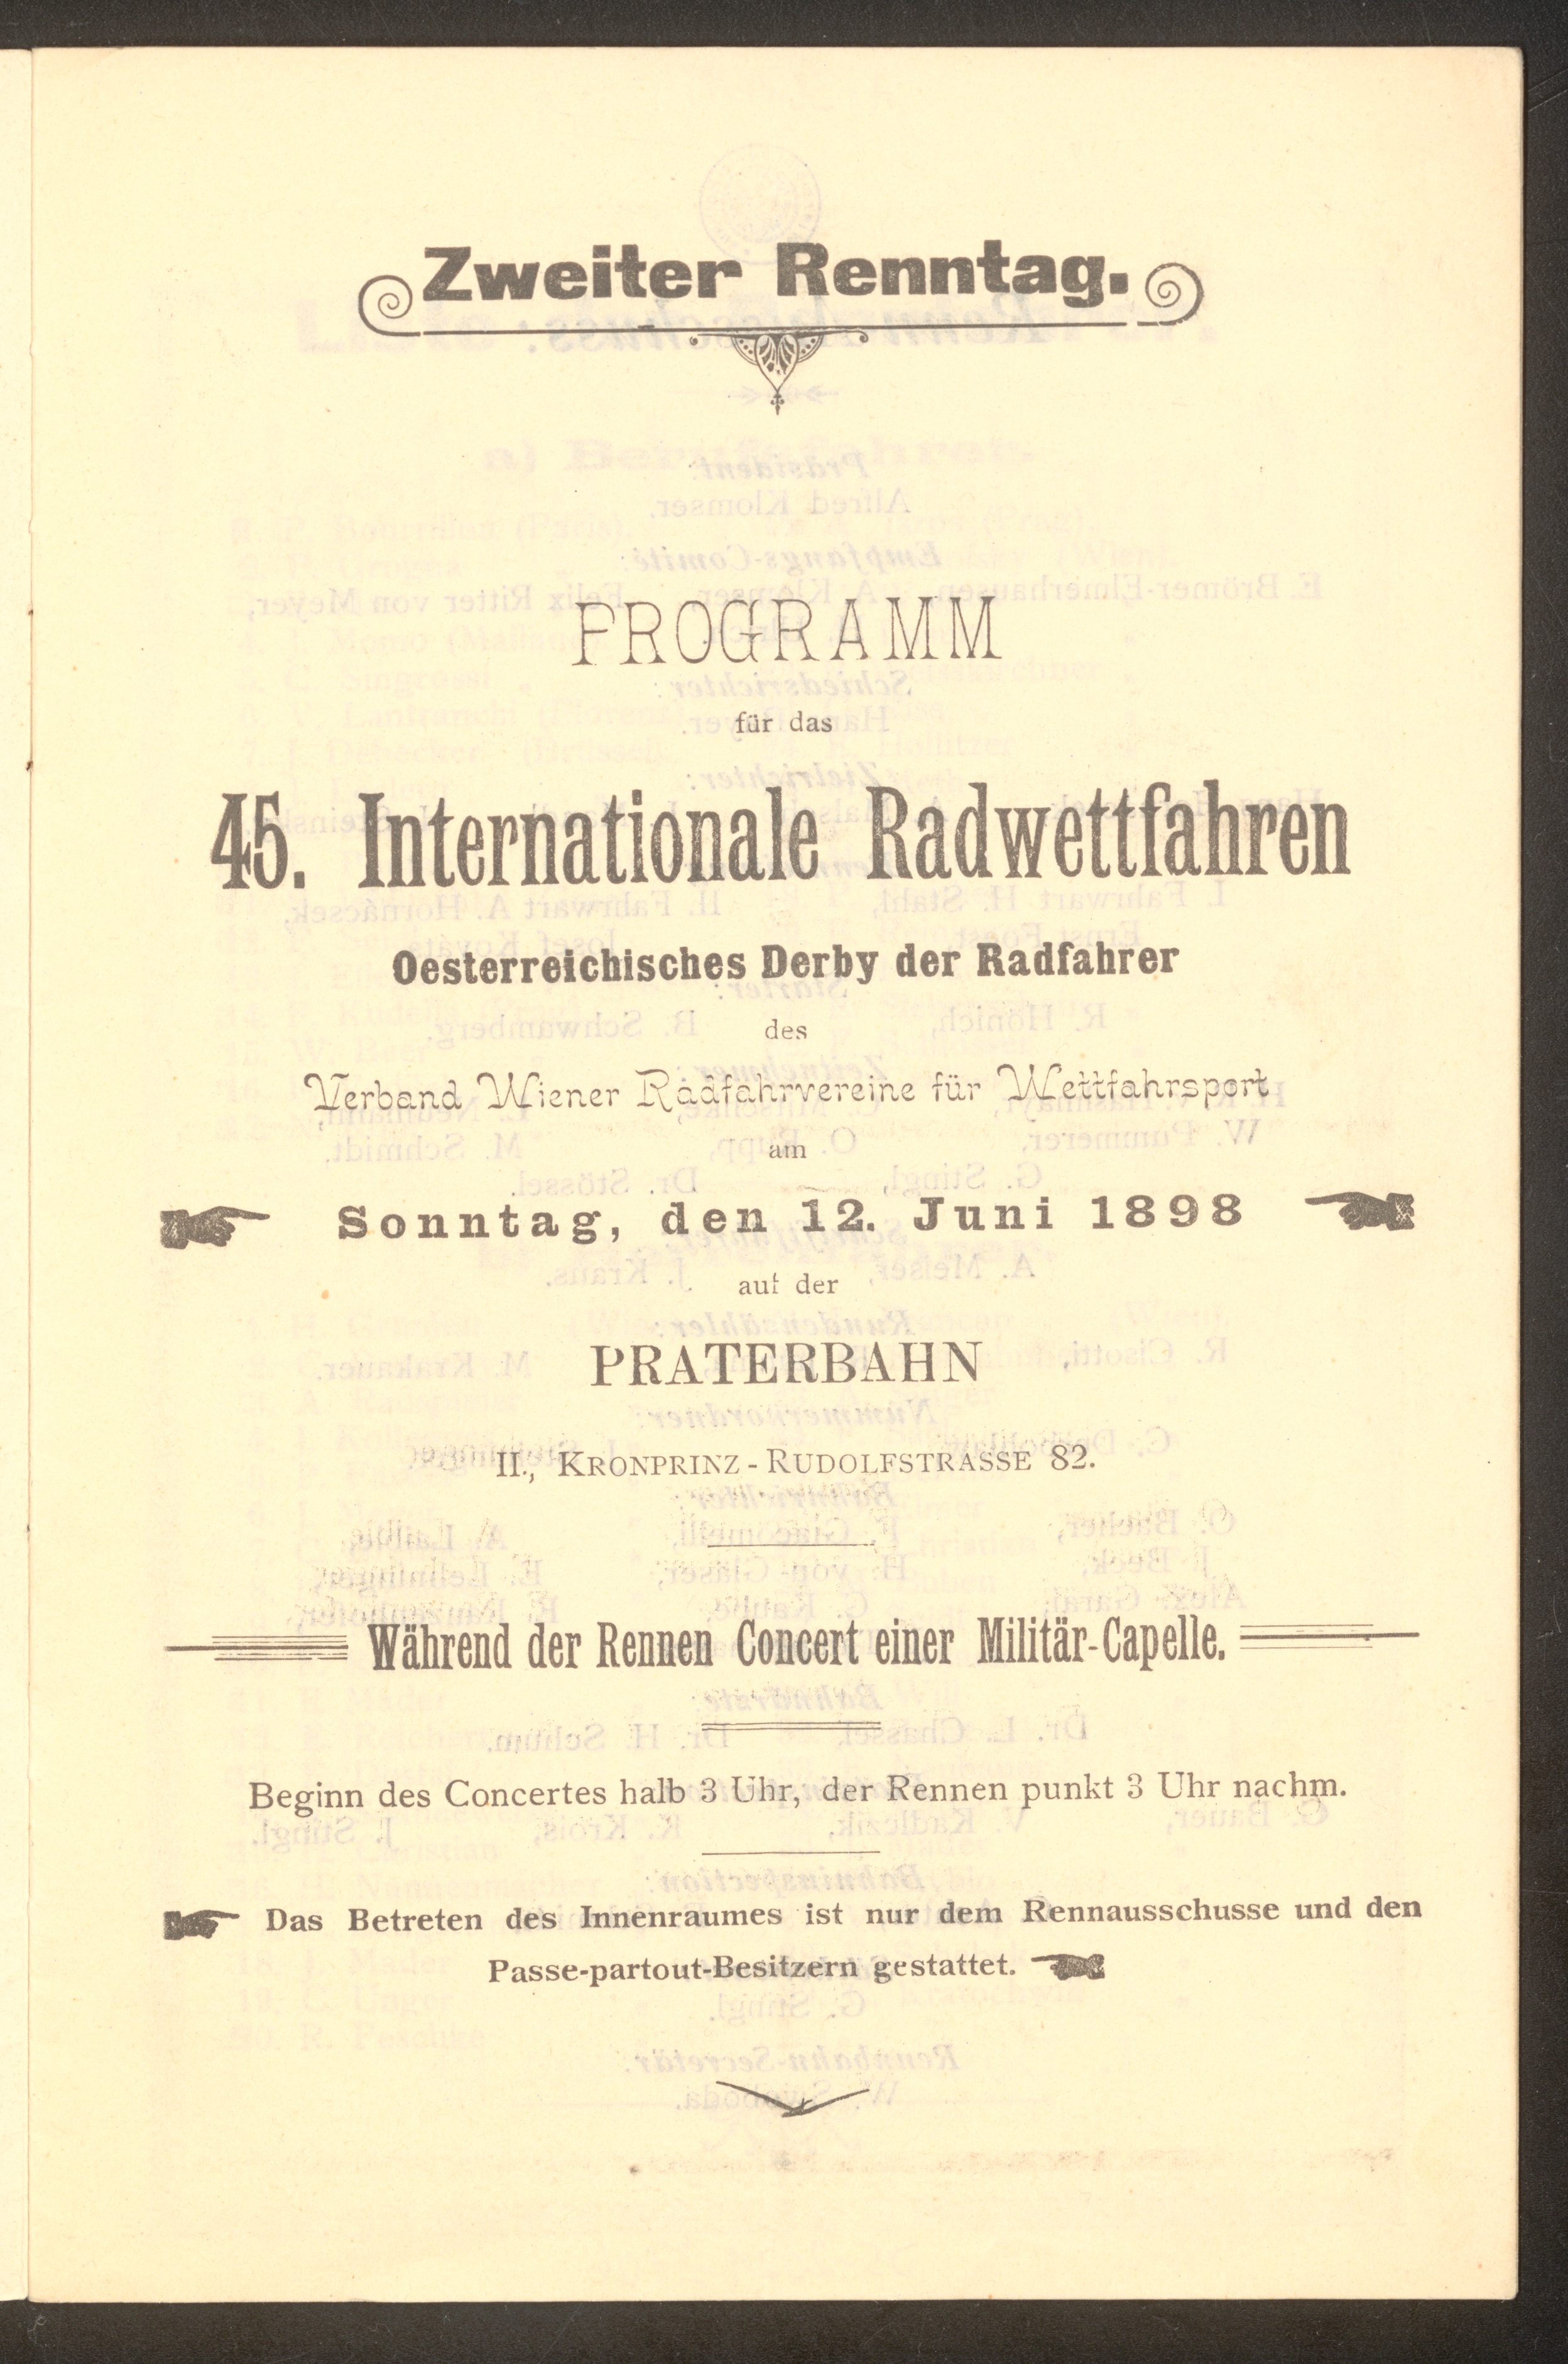 Zweiter Renntag.
PROGRAMM
für das
45. Internationale Radwettfahren
Oesterreichisches Derby der Radfahrer
des
Verband Wiener Radfahrvereine für Wettfahrsport
am
Sonntag, den 12. Juni 1898
auf der
PRATERBAHN
II., KRONPRINZ-RUDOLFSTRASSE 82.
Während der Rennen Concert einer Militär-Capelle.
Beginn des Concertes halb 3 Uhr, der Rennen punkt 3 Uhr nachm.
Das Betreten des Innenraumes ist nur dem Rennausschusse und den
Passe-partout-Besitzern gestattet.